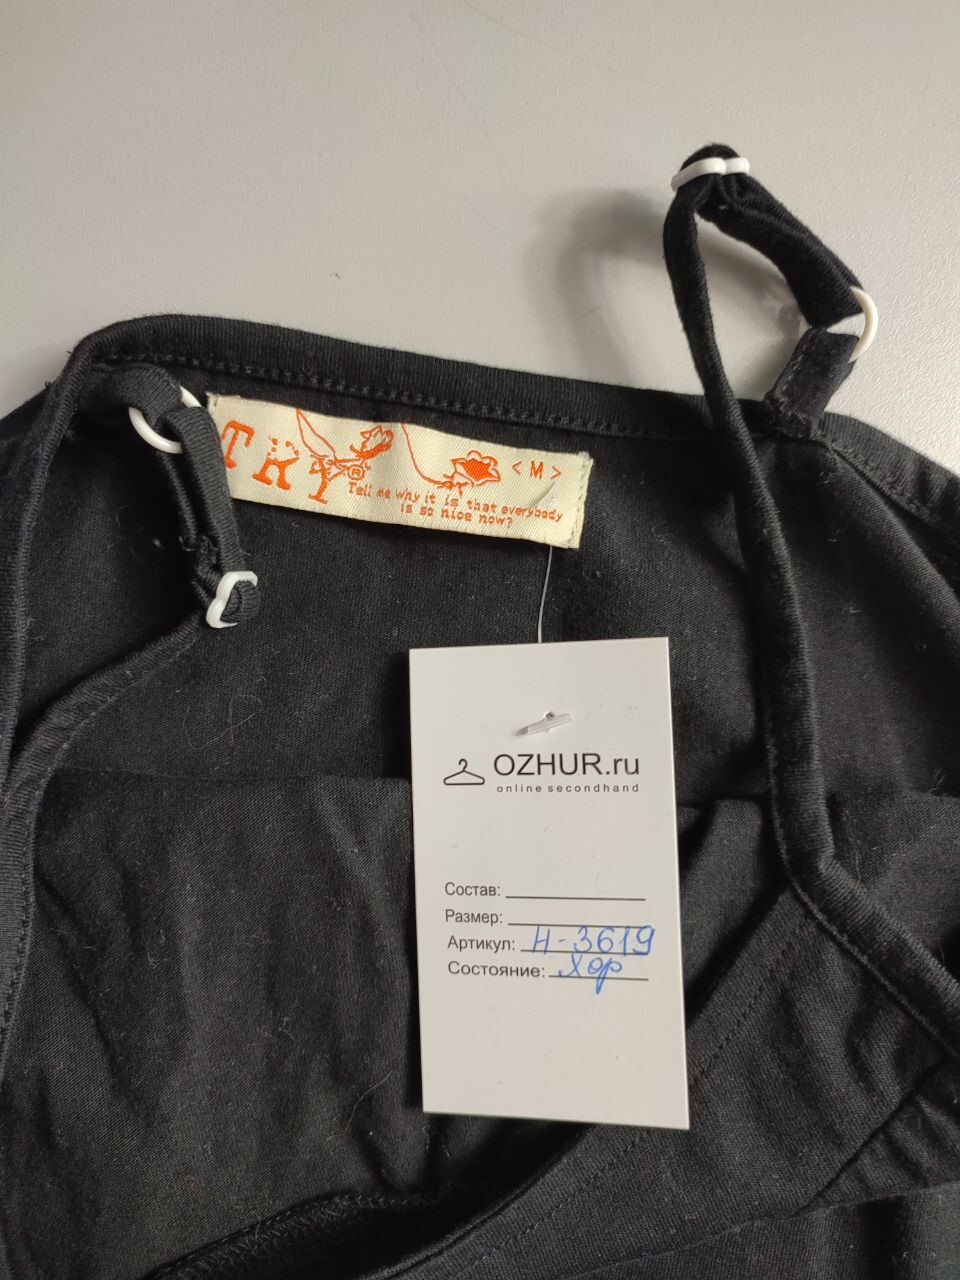 TRY® < M >
Tell me why it is that everybody
is so nice now?
OZHUR.ru
online secondhand
Состав:
Размер:
Артикул: Н-3619
Состояние: Хор